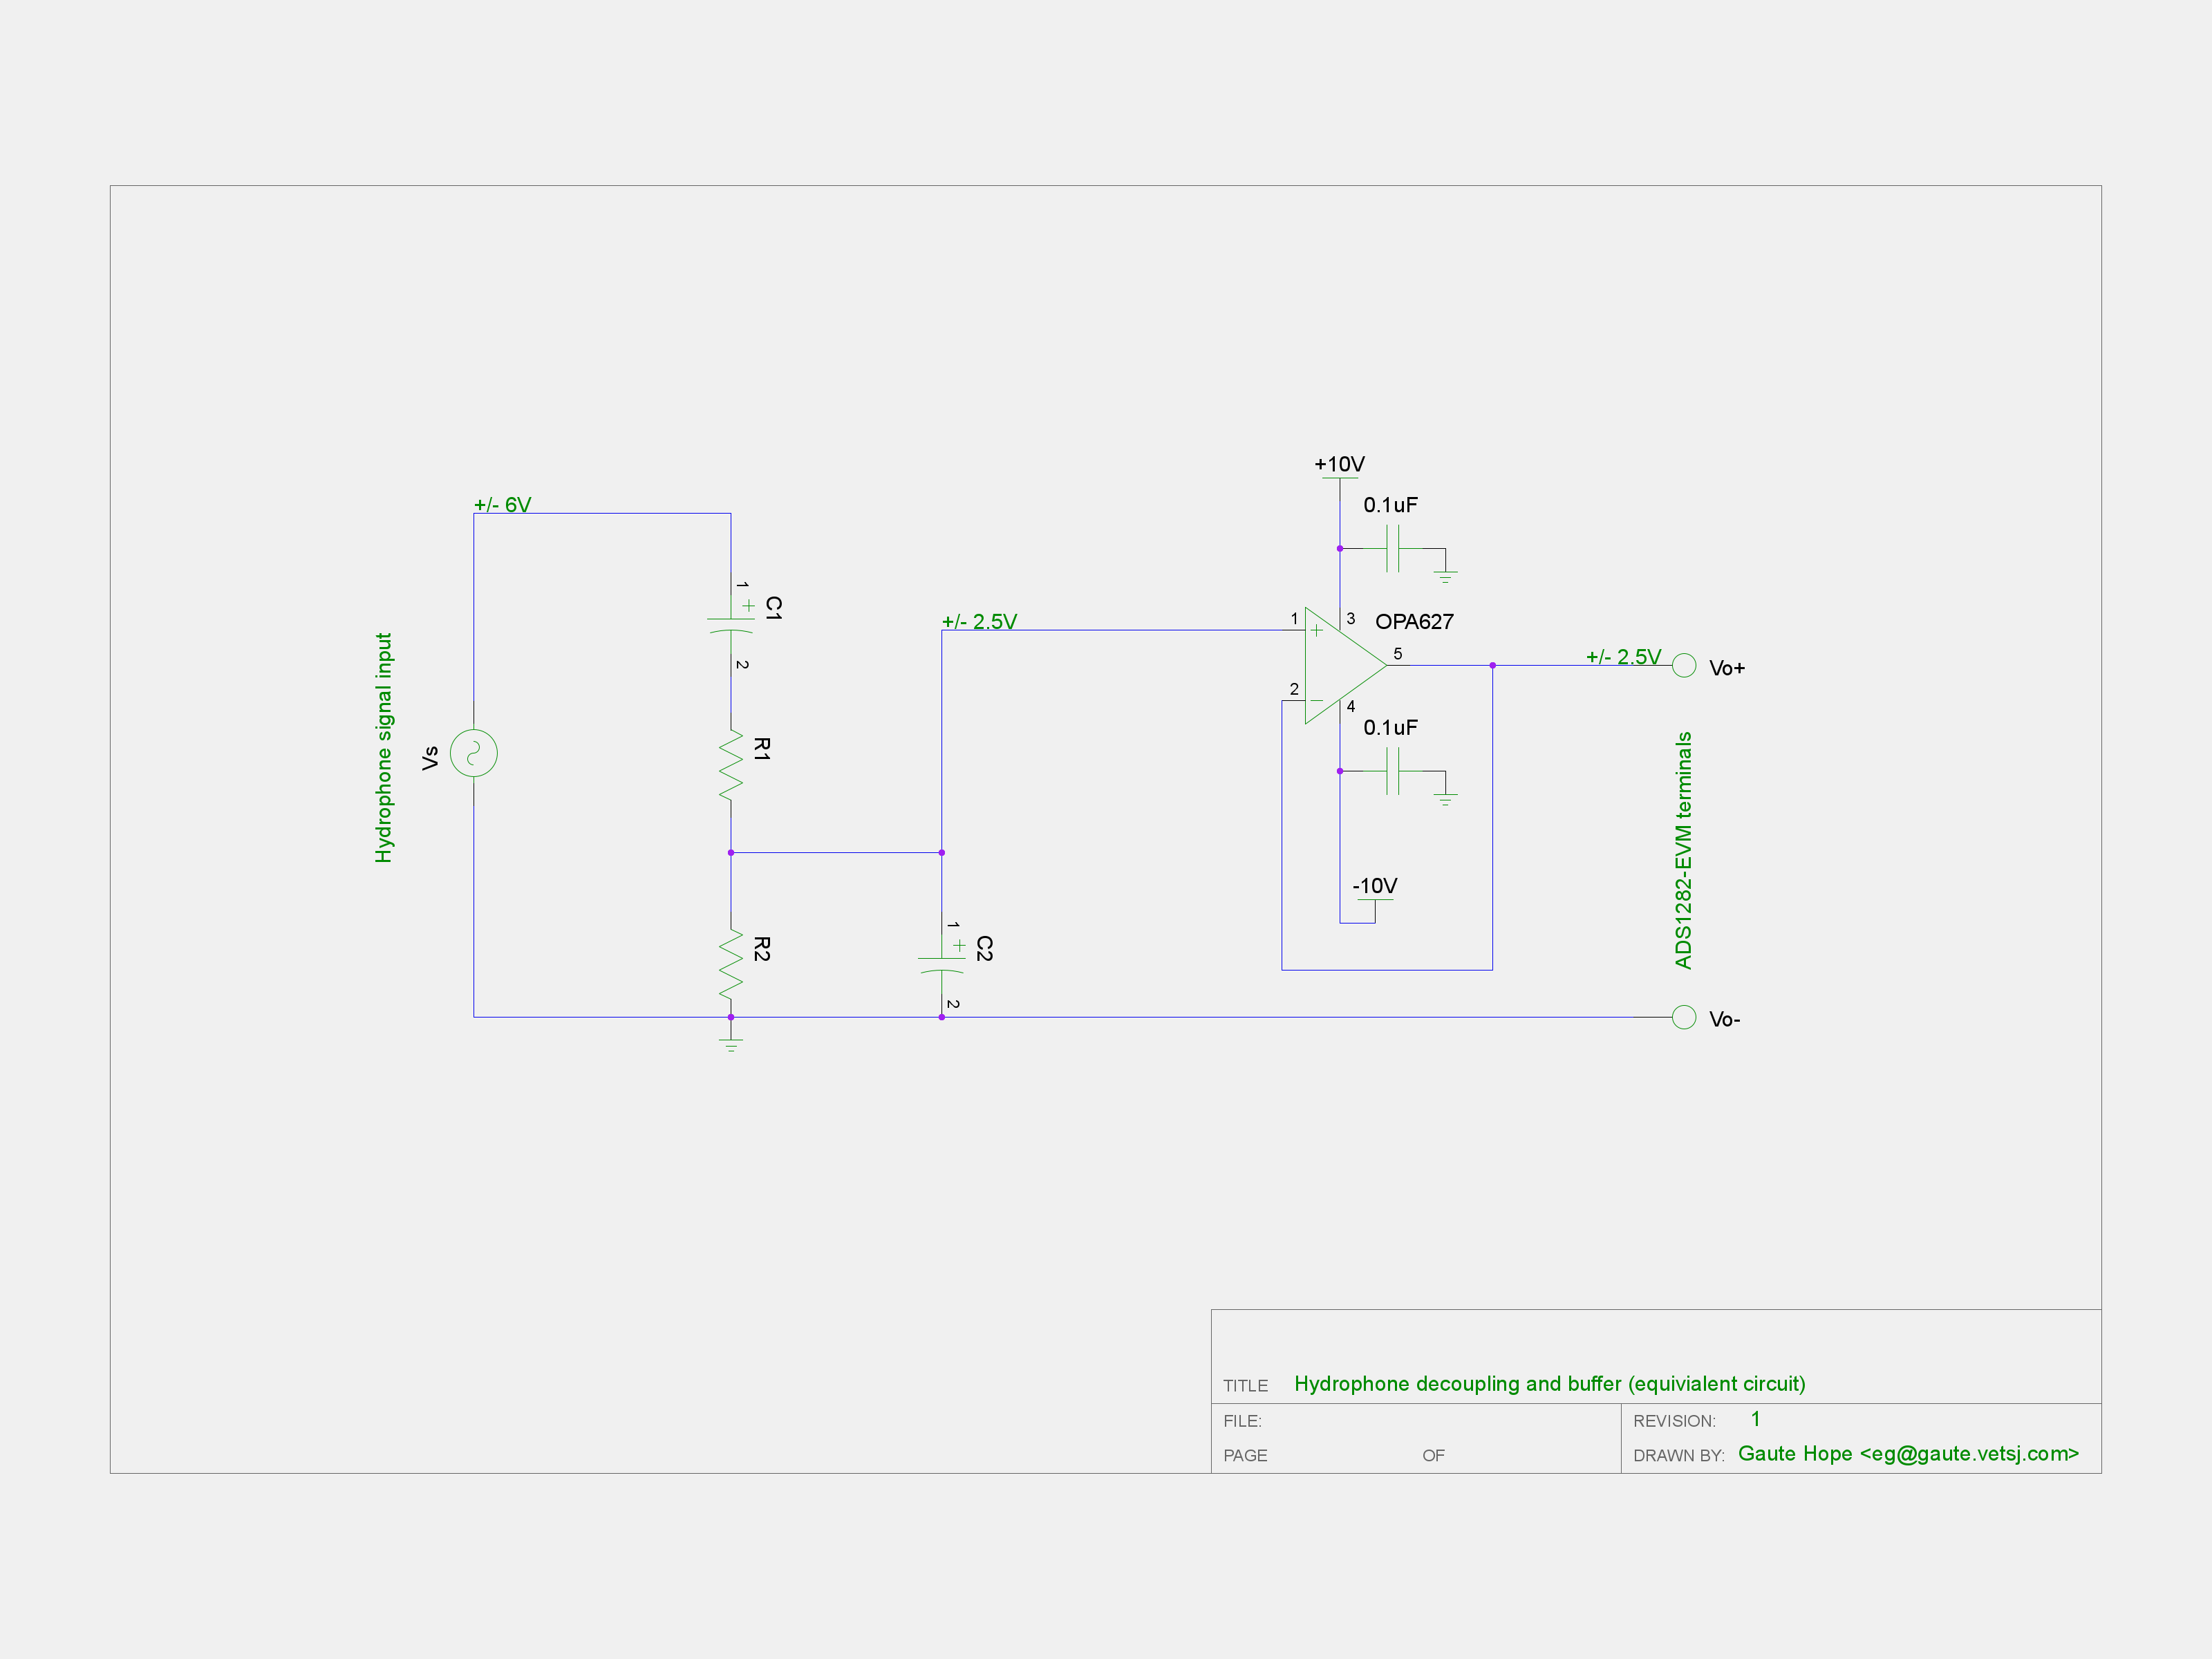 +10V
0.1uF
+/- 6V
1
+
C1
2
+/- 2.5V
1
+
3
OPA627
5
+/- 2.5V
Vo+
2
−
4
0.1uF
Hydrophone signal input
Vs
R1
ADS1282-EVM terminals
-10V
R2
1
+
C2
2
Vo-
TITLE Hydrophone decoupling and buffer (equivialent circuit)
FILE:
REVISION: 1
PAGE OF
DRAWN BY: Gaute Hope <eg@gaute.vetsj.com>